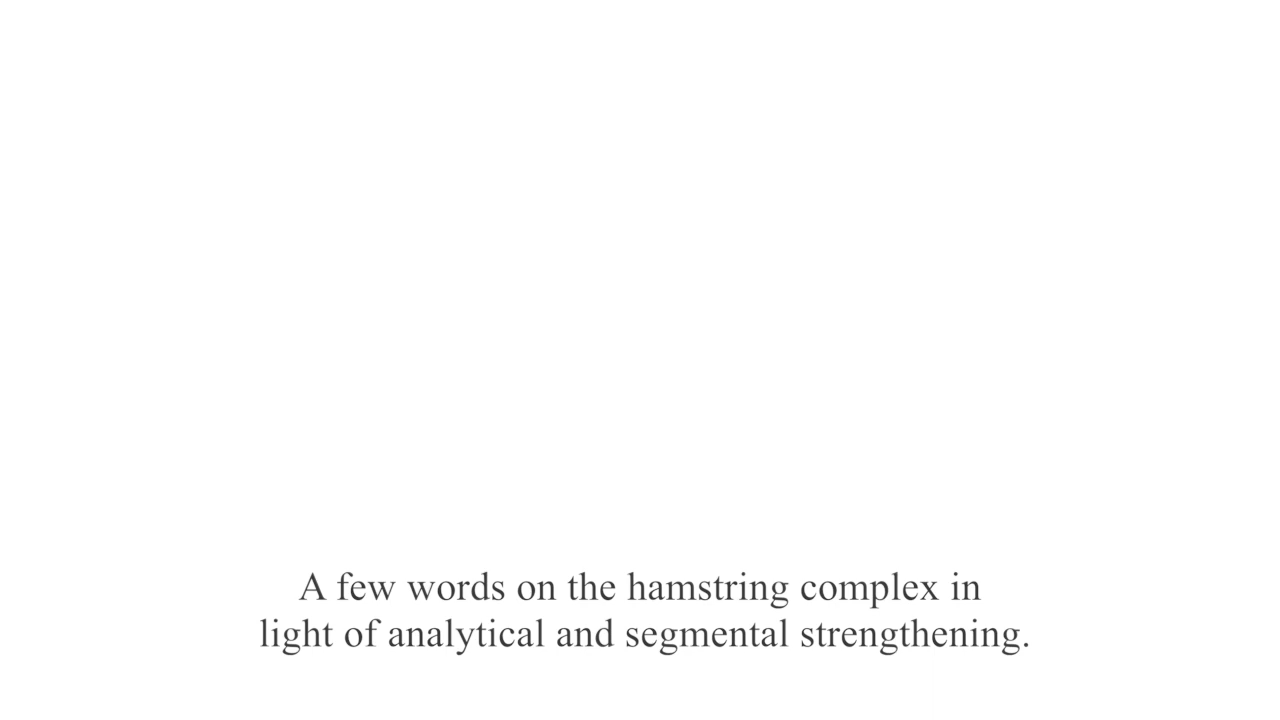 A few words on the hamstring complex in
light of analytical and segmental strengthening.